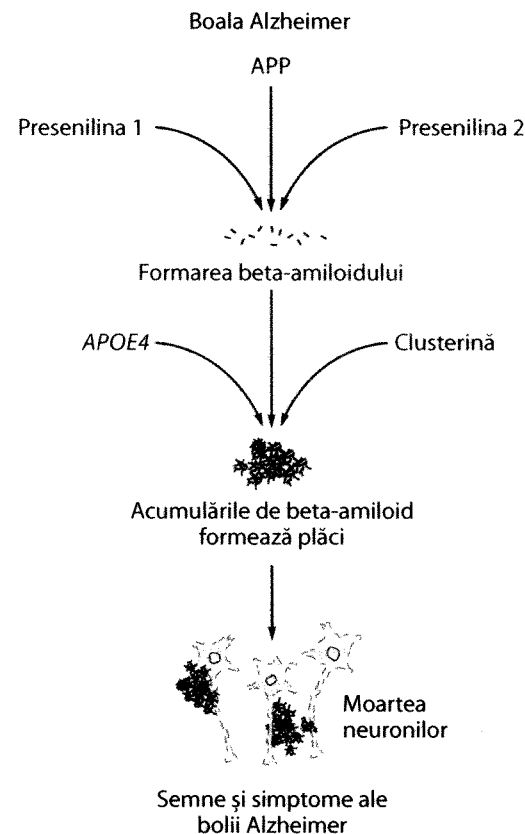 Boala Alzheimer
APP
Presenilina 1
Presenilina 2
Formarea beta-amiloidului
APOE4
Clusterină
Acumulările de beta-amiloid
formează plăci
Moartea
neuronilor
Semne și simptome ale
bolii Alzheimer